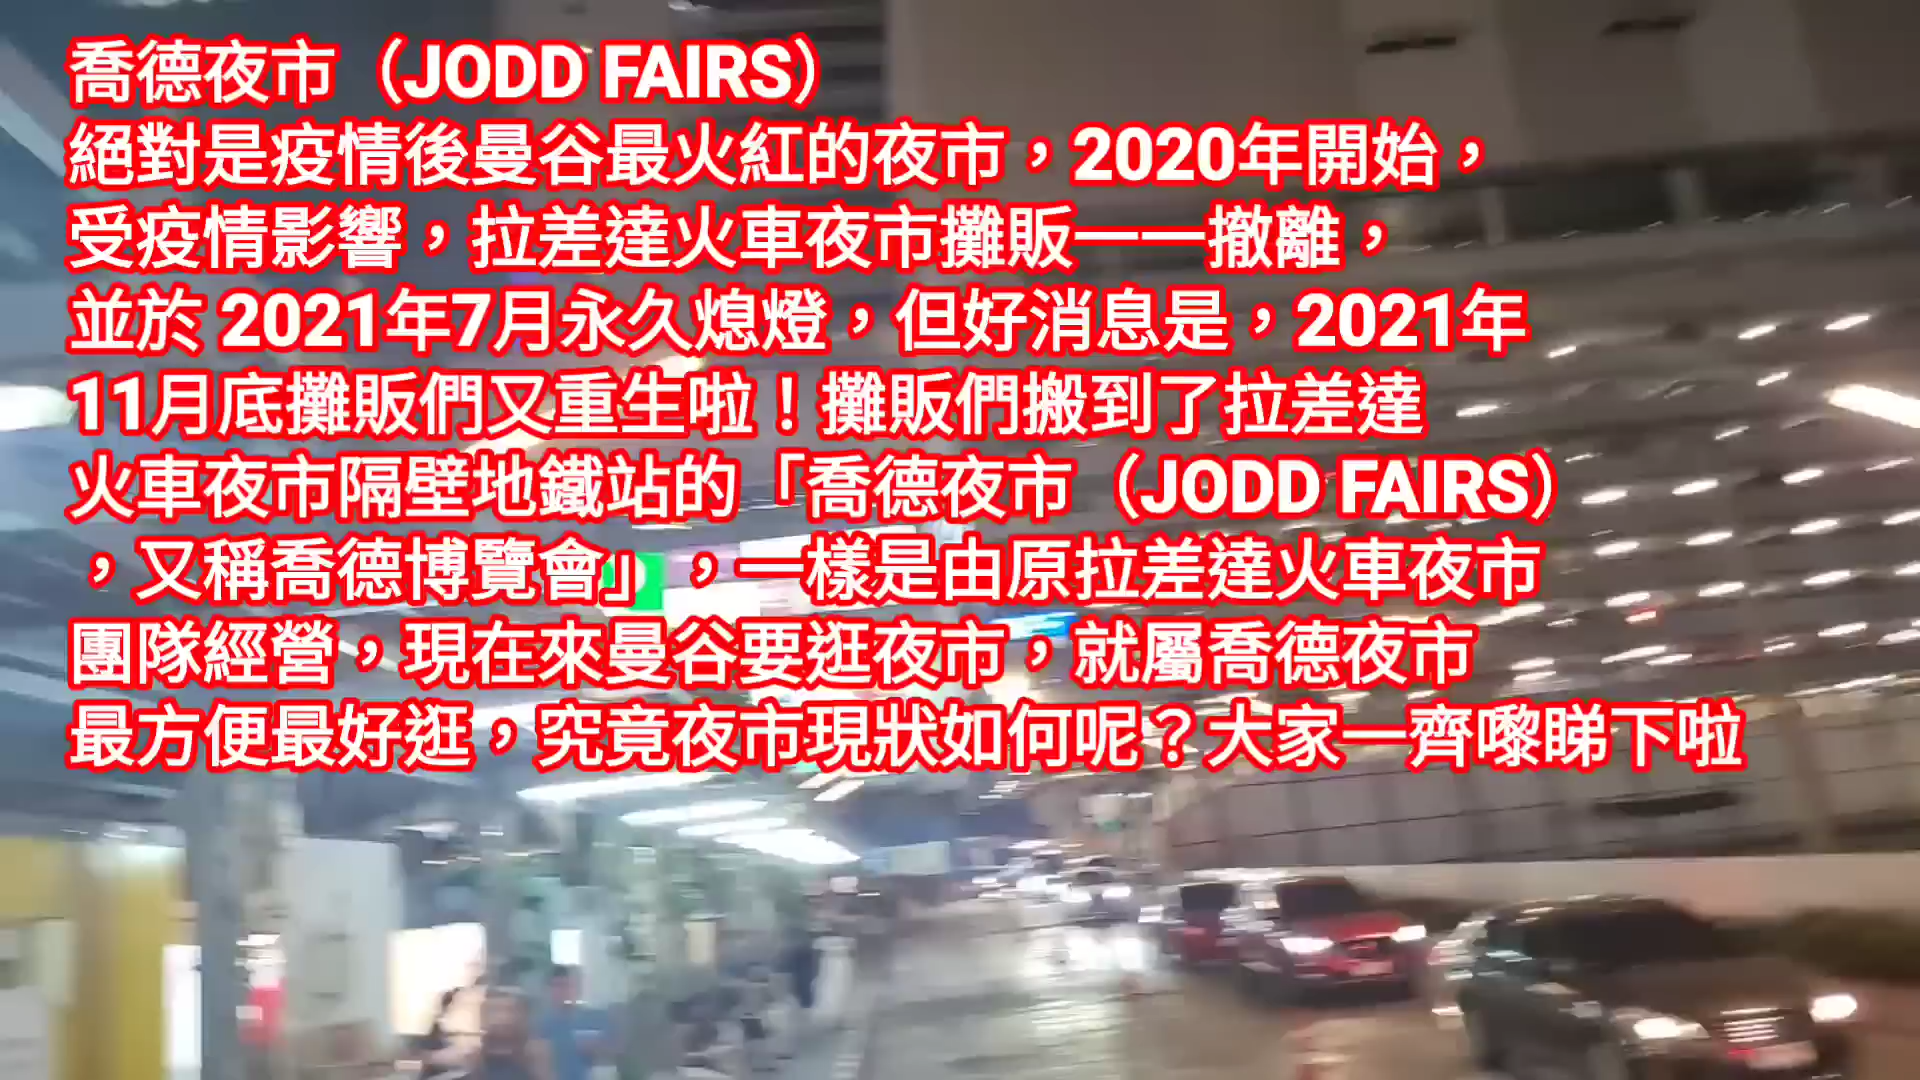 喬德夜市（JODD FAIRS）
絕對是疫情後曼谷最火紅的夜市，2020年開始，
受疫情影響，拉差達火車夜市攤販一一撤離，
並於 2021年7月永久熄燈，但好消息是，2021年
11月底攤販們又重生啦！攤販們搬到了拉差達
火車夜市隔壁地鐵站的「喬德夜市（JODD FAIRS）
，又稱喬德博覽會」，一樣是由原拉差達火車夜市
團隊經營，現在來曼谷要逛夜市，就屬喬德夜市
最方便最好逛，究竟夜市現狀如何呢？大家一齊嚟睇下啦